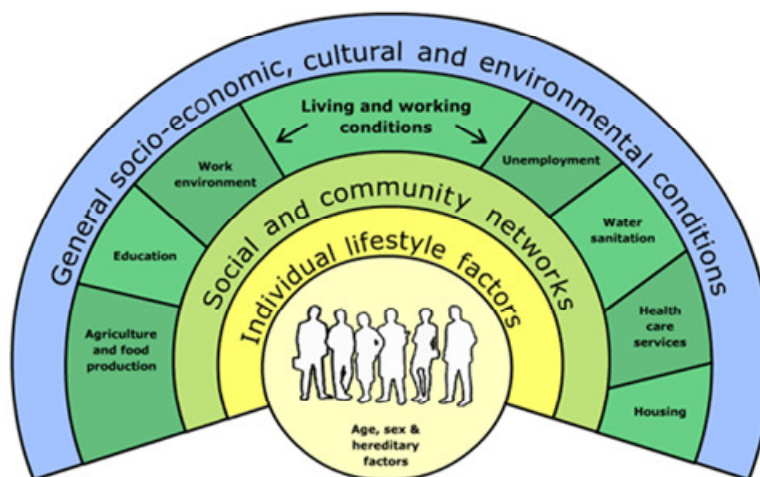 General socio-economic, cultural and environmental conditions
Living and working
conditions
Agriculture
and food
production
Education
Work
environment
Unemployment
Water
sanitation
Health
care
services
Housing
Social and community networks
Individual lifestyle factors
Age, sex &
hereditary
factors